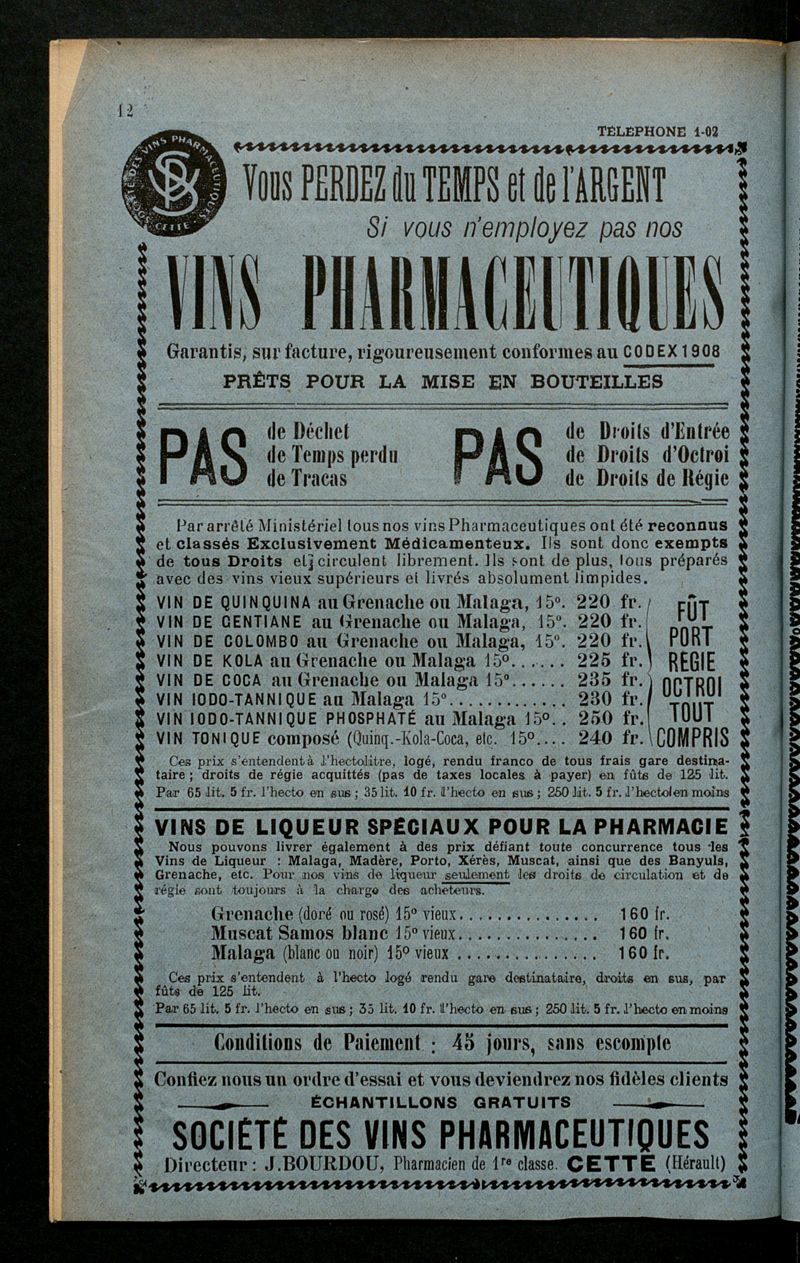 12
TÉLÉPHONE 1-02
SOCIÉTÉ DES VINS PHARMACEUTIQUES
CETTE
Vous PERDEZ du TEMPS et de l'ARGENT
Si vous n'employez pas nos
VINS PHARMACEUTIQUES
Garantis, sur facture, rigoureusement conformes au CODEX 1908
PRÊTS POUR LA MISE EN BOUTEILLES
PAS de Déchet
de Temps perdu
de Tracas
PAS de Droits d'Entrée
de Droits d'Octroi
de Droits de Régie
Par arrêté Ministériel tous nos vins Pharmaceutiques ont été reconnus
et classés Exclusivement Médicamenteux. Ils sont donc exempts
de tous Droits et circulent librement. Ils sont de plus, tous préparés
avec des vins vieux supérieurs et livrés absolument limpides.
VIN DE QUINQUINA au Grenache ou Malaga, 15º. 220 fr.
VIN DE GENTIANE au Grenache ou Malaga, 15º. 220 fr.
VIN DE COLOMBO au Grenache ou Malaga, 15º. 220 fr.
VIN DE KOLA au Grenache ou Malaga 15º....... 225 fr.
VIN DE COCA au Grenache ou Malaga 15º...... 235 fr.
VIN IODO-TANNIQUE au Malaga 15º.............. 230 fr.
VIN IODO-TANNIQUE PHOSPHATÉ au Malaga 15º.. 250 fr.
VIN TONIQUE composé (Quinq.-Kola-Coca, etc. 15º.... 240 fr.
FÛT
PORT
RÉGIE
OCTROI
TOUT
COMPRIS
Ces prix s'entendent à l'hectolitre, logé, rendu franco de tous frais gare destina-
taire ; droits de régie acquittés (pas de taxes locales à payer) en fûts de 125 lit.
Par 65 lit. 5 fr. l'hecto en sus ; 35 lit. 10 fr. l'hecto en sus ; 250 lit. 5 fr. l'hecto en moins
VINS DE LIQUEUR SPÉCIAUX POUR LA PHARMACIE
Nous pouvons livrer également à des prix défiant toute concurrence tous les
Vins de Liqueur : Malaga, Madère, Porto, Xérès, Muscat, ainsi que des Banyuls,
Grenache, etc. Pour nos vins de liqueur seulement les droits de circulation et de
régie sont toujours à la charge des acheteurs.
Grenache (doré ou rosé) 15º vieux............... 160 fr.
Muscat Samos blanc 15º vieux............... 160 fr.
Malaga (blanc ou noir) 15º vieux ............... 160 fr.
Ces prix s'entendent à l'hecto logé rendu gare destinataire, droits en sus, par
fûts de 125 lit.
Par 65 lit. 5 fr. l'hecto en sus ; 35 lit. 10 fr. l'hecto en sus ; 250 lit. 5 fr. l'hecto en moins
Conditions de Paiement : 45 jours, sans escompte
Confiez nous un ordre d'essai et vous deviendrez nos fidèles clients
ÉCHANTILLONS GRATUITS
SOCIÉTÉ DES VINS PHARMACEUTIQUES
Directeur : J. BOURDOU, Pharmacien de 1re classe. CETTE (Hérault)